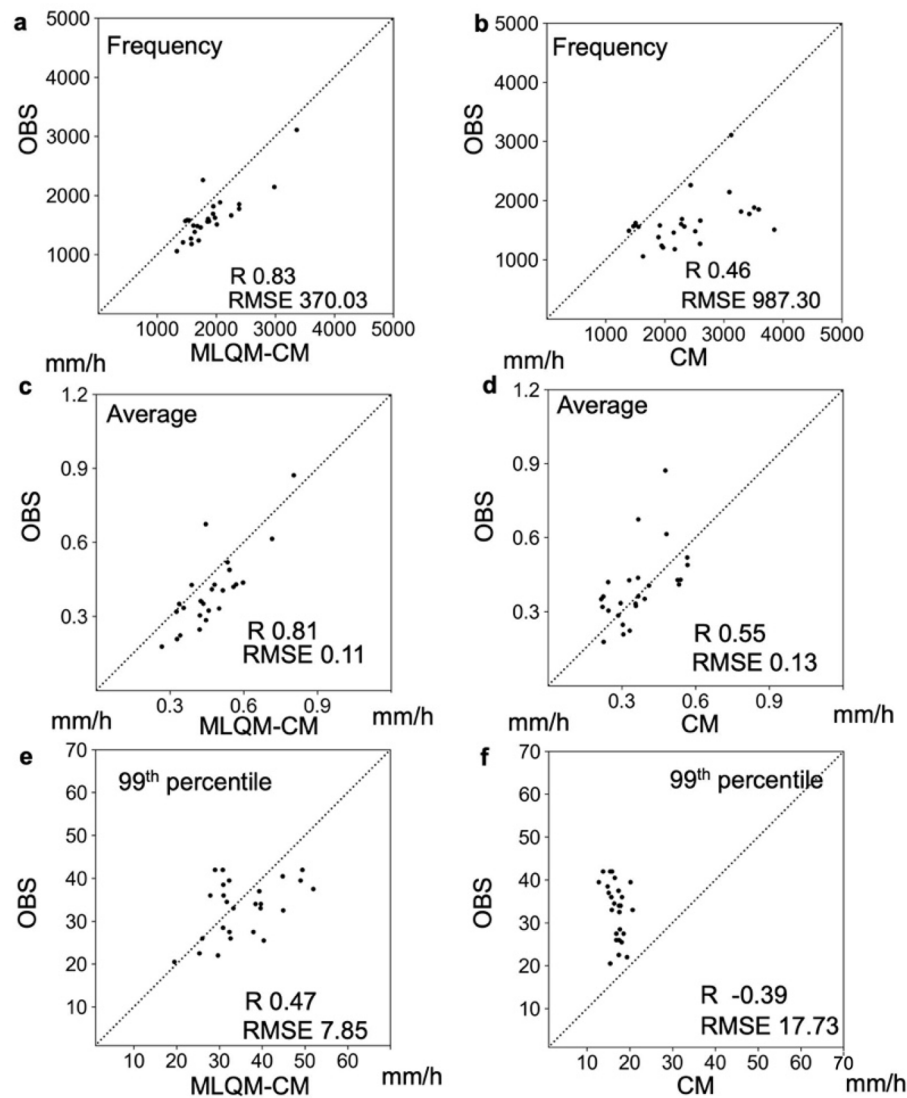 a
5000
Frequency
4000
OBS
3000
2000
1000
R 0.83
RMSE 370.03
1000 2000 3000 4000 5000
MLQM-CM
b
5000
Frequency
4000
OBS
3000
2000
1000
R 0.46
RMSE 987.30
1000 2000 3000 4000 5000
CM
mm/h
c
1.2
Average
0.9
OBS
0.6
0.3
R 0.81
RMSE 0.11
0.3 0.6 0.9
MLQM-CM
mm/h
mm/h
d
1.2
Average
0.9
OBS
0.6
0.3
R 0.55
RMSE 0.13
0.3 0.6 0.9
CM
mm/h
mm/h
e
70
99th percentile
60
50
OBS
40
30
20
10
R 0.47
RMSE 7.85
10 20 30 40 50 60
MLQM-CM
mm/h
mm/h
f
70
99th percentile
60
50
OBS
40
30
20
10
R -0.39
RMSE 17.73
10 20 30 40 50 60 70
CM
mm/h